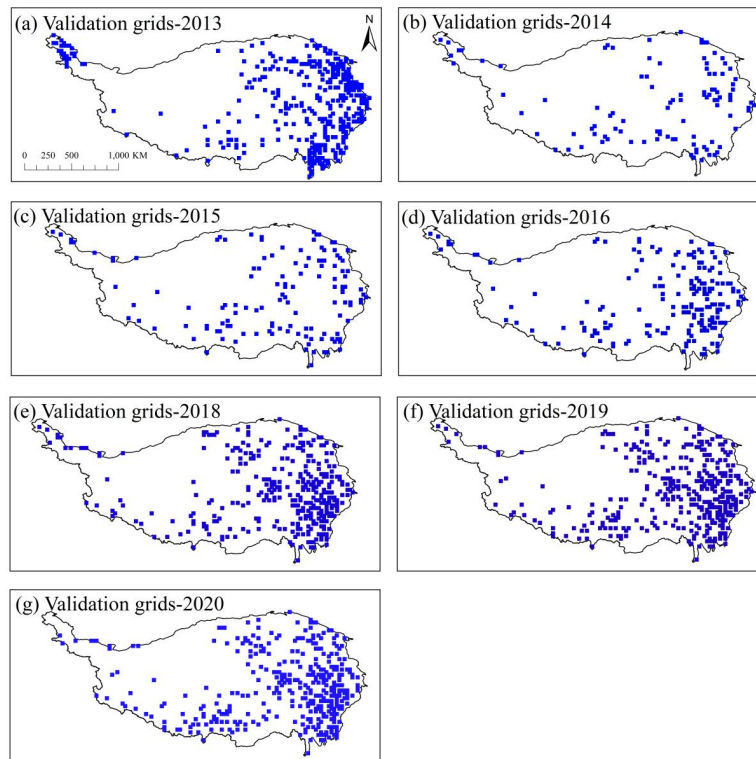 (a) Validation grids-2013
N
0 250 500 1,000 KM
(b) Validation grids-2014
(c) Validation grids-2015
(d) Validation grids-2016
(e) Validation grids-2018
(f) Validation grids-2019
(g) Validation grids-2020